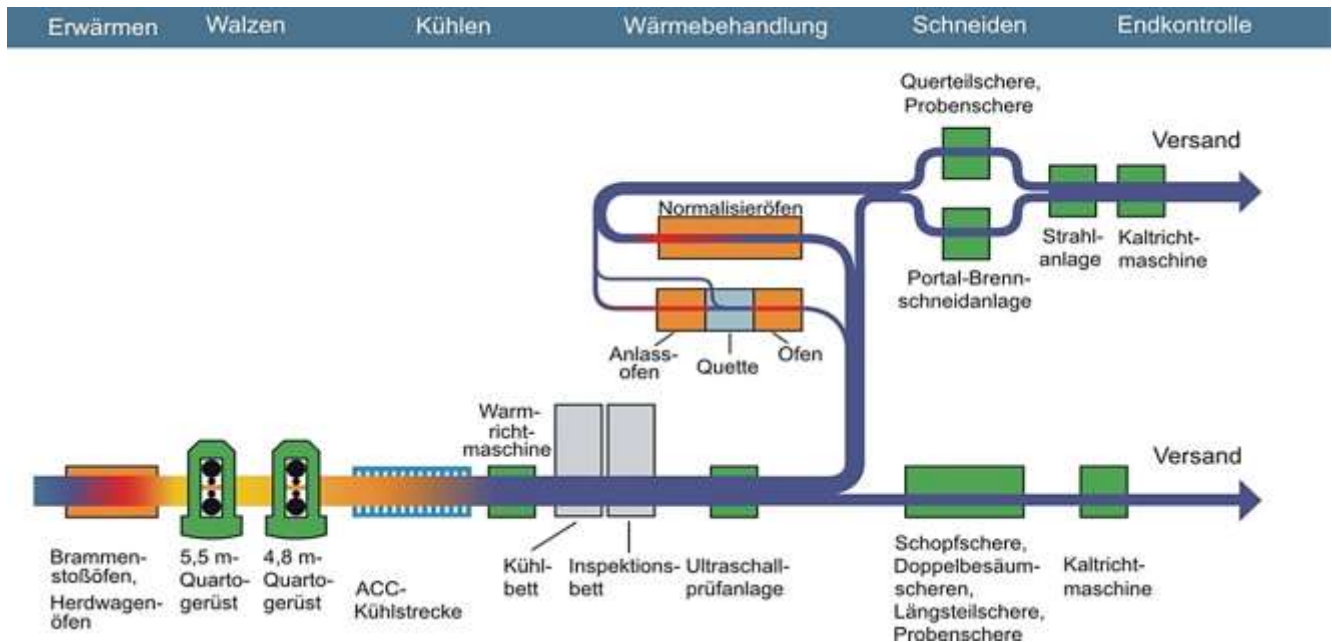 Erwärmen Walzen Kühlen Wärmebehandlung Schneiden Endkontrolle
Querteilschere,
Probenschere
Versand
Normalisieröfen
Strahl-
anlage
Kaltricht-
maschine
Portal-Brenn-
schneidanlage
Anlass-
ofen
Quette
Ofen
Warm-
richt-
maschine
Versand
Brammen-
stoßöfen,
Herdwagen-
öfen
5,5 m-
Quarto-
gerüst
4,8 m-
Quarto-
gerüst
ACC-
Kühlstrecke
Kühl-
bett
Inspektions-
bett
Ultraschall-
prüfanlage
Schopfschere,
Doppelbesäum-
scheren,
Längsteilschere,
Probenschere
Kaltricht-
maschine